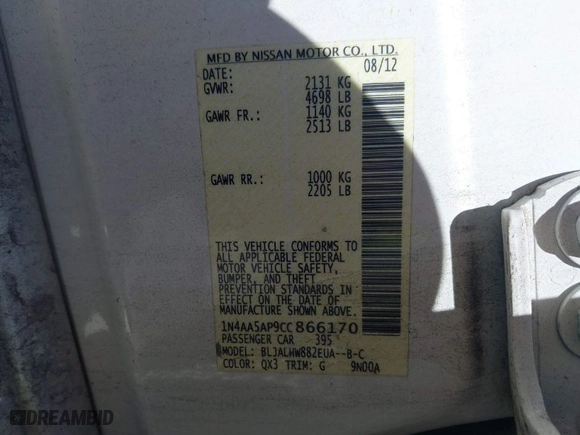 MFD BY NISSAN MOTOR CO., LTD.
DATE: 08/12
GVWR: 2131 KG
4698 LB
GAWR FR.: 1140 KG
2513 LB
GAWR RR.: 1000 KG
2205 LB
THIS VEHICLE CONFORMS TO
ALL APPLICABLE FEDERAL
MOTOR VEHICLE SAFETY,
BUMPER, AND THEFT
PREVENTION STANDARDS IN
EFFECT ON THE DATE OF
MANUFACTURE SHOWN ABOVE.
1N4AA5AP9CC866170
PASSENGER CAR 395
MODEL: BLJALHW882EUA--B-C
COLOR: QX3 TRIM: G 9N00A
DREAMBID